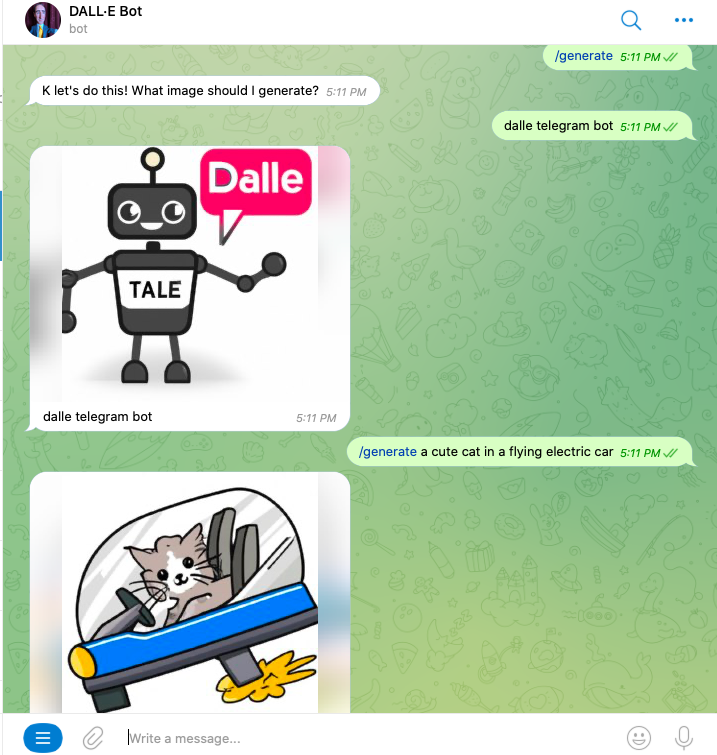 DALL·E Bot
bot
/generate 5:11 PM
K let's do this! What image should I generate? 5:11 PM
dalle telegram bot 5:11 PM
Dalle
TALE
dalle telegram bot 5:11 PM
/generate a cute cat in a flying electric car 5:11 PM
Write a message...